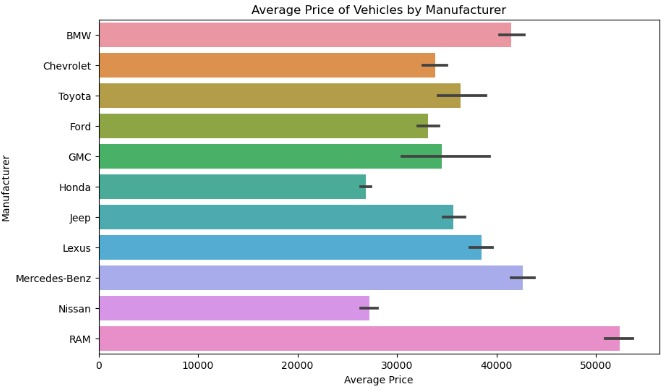 Average Price of Vehicles by Manufacturer
Manufacturer
BMW
Chevrolet
Toyota
Ford
GMC
Honda
Jeep
Lexus
Mercedes-Benz
Nissan
RAM
0 10000 20000 30000 40000 50000
Average Price